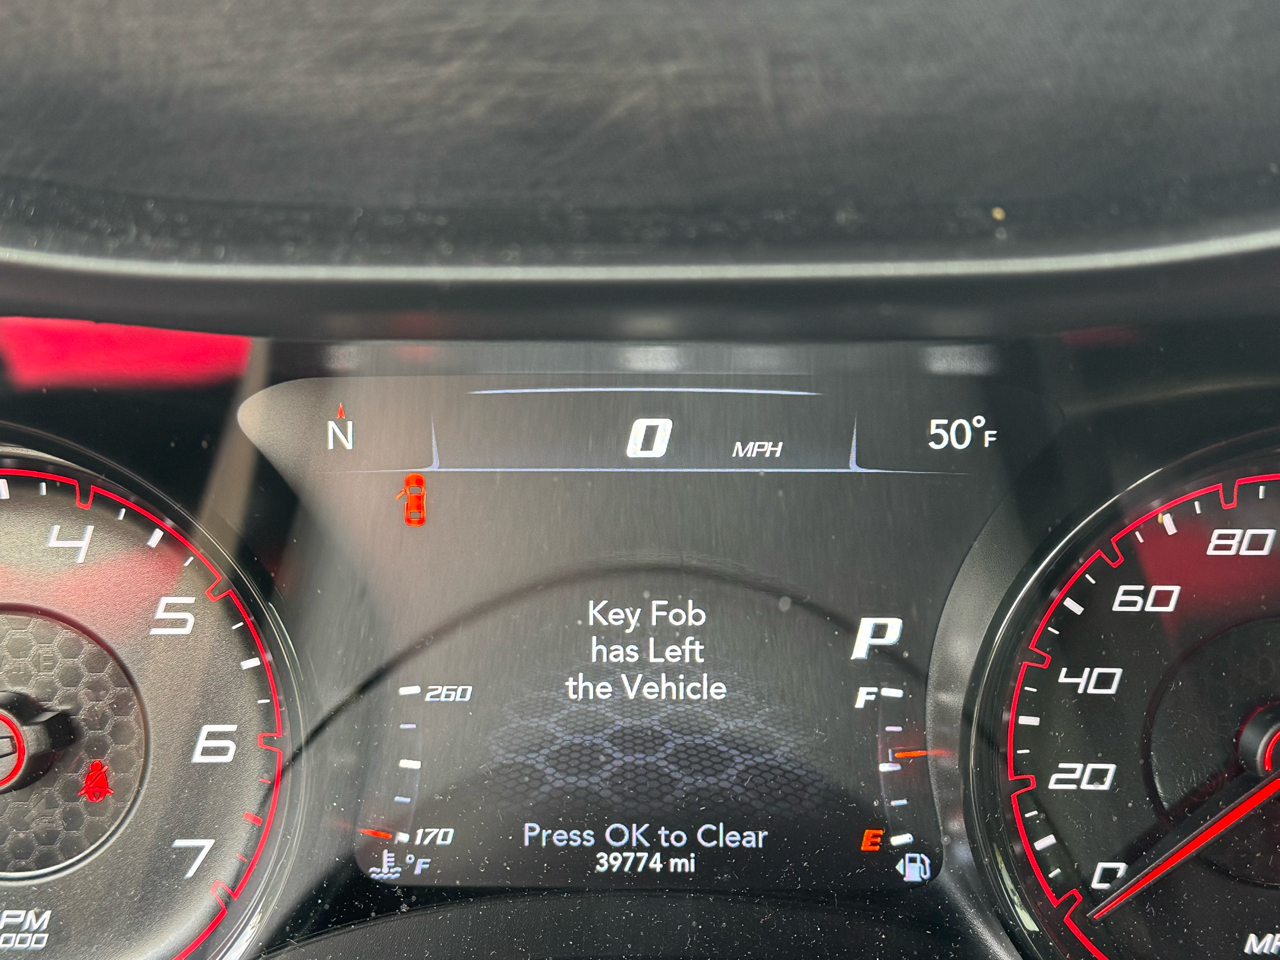 N
0 MPH
50°F
4
5
6
7
80
60
40
20
0
Key Fob
has Left
the Vehicle
P
F
260
170
°F
E
Press OK to Clear
39774 mi